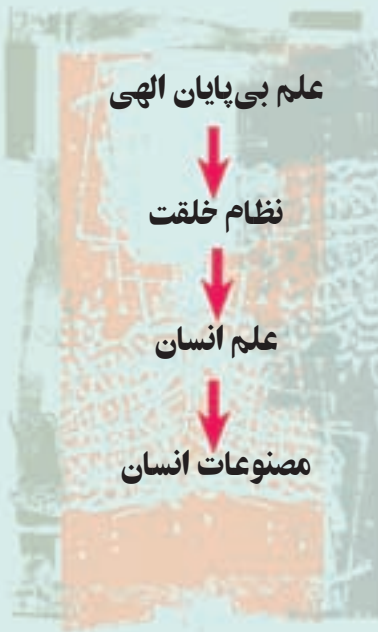 علم بی‌پایان الهی
نظام خلقت
علم انسان
مصنوعات انسان